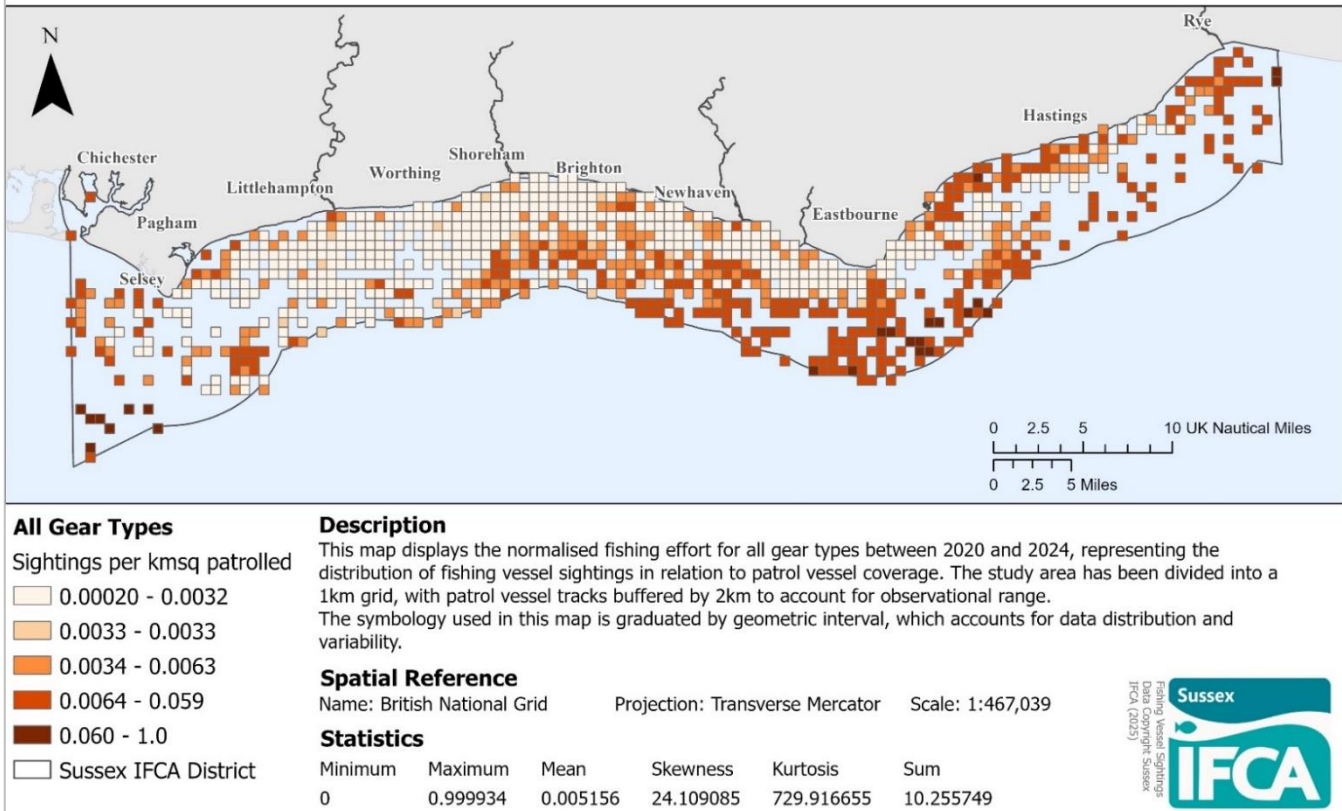 N
Rye
Hastings
Chichester
Shoreham
Brighton
Worthing
Littlehampton
Newhaven
Pagham
Eastbourne
Selsey
0 2.5 5 10 UK Nautical Miles
0 2.5 5 Miles
All Gear Types
Sightings per kmsq patrolled
0.00020 - 0.0032
0.0033 - 0.0033
0.0034 - 0.0063
0.0064 - 0.059
0.060 - 1.0
Sussex IFCA District
Description
This map displays the normalised fishing effort for all gear types between 2020 and 2024, representing the
distribution of fishing vessel sightings in relation to patrol vessel coverage. The study area has been divided into a
1km grid, with patrol vessel tracks buffered by 2km to account for observational range.
The symbology used in this map is graduated by geometric interval, which accounts for data distribution and
variability.
Spatial Reference
Name: British National Grid Projection: Transverse Mercator Scale: 1:467,039
Statistics
Minimum Maximum Mean Skewness Kurtosis Sum
0 0.999934 0.005156 24.109085 729.916655 10.255749
Fishing Vessel Sightings
Data Copyright Sussex
IFCA (2025)
Sussex
IFCA